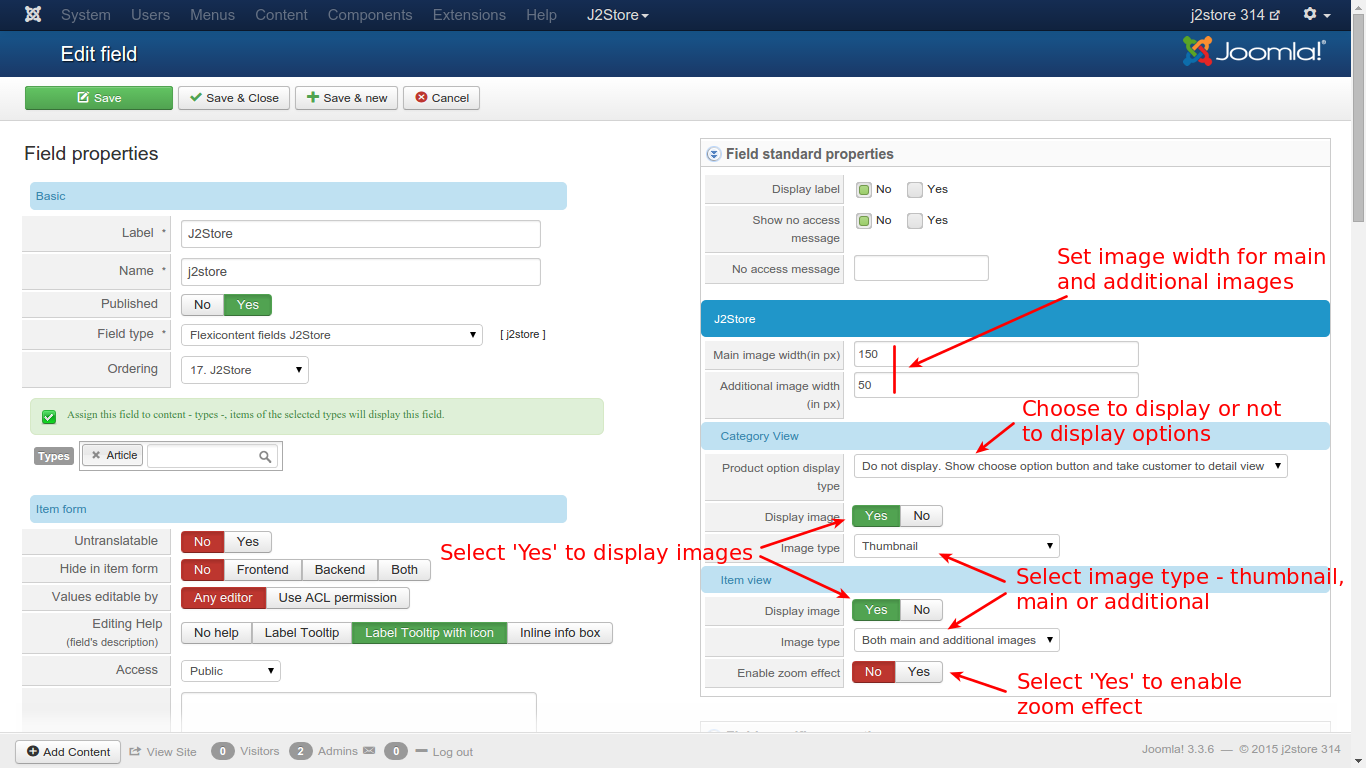 System Users Menus Content Components Extensions Help J2Store j2store 314
Edit field
Joomla!®
Save Save & Close Save & new Cancel
Field properties
Basic
Label *
J2Store
Name *
j2store
Published
No Yes
Field type *
Flexicontent fields J2Store
[ j2store ]
Ordering
17. J2Store
Assign this field to content - types -, items of the selected types will display this field.
Types
Article
Item form
Untranslatable
No Yes
Hide in item form
No Frontend Backend Both
Values editable by
Any editor Use ACL permission
Editing Help
(field's description)
No help Label Tooltip Label Tooltip with icon Inline info box
Access
Public
Field standard properties
Display label
No Yes
Show no access
message
No Yes
No access message
Set image width for main
and additional images
J2Store
Main image width(in px)
150
Additional image width
(in px)
50
Choose to display or not
to display options
Category View
Product option display
type
Do not display. Show choose option button and take customer to detail view
Display image
Yes No
Select 'Yes' to display images
Image type
Thumbnail
Item view
Select image type - thumbnail,
main or additional
Display image
Yes No
Image type
Both main and additional images
Enable zoom effect
No Yes
Select 'Yes' to enable
zoom effect
Add Content View Site 0 Visitors 2 Admins 0 Log out
Joomla! 3.3.6 — © 2015 j2store 314